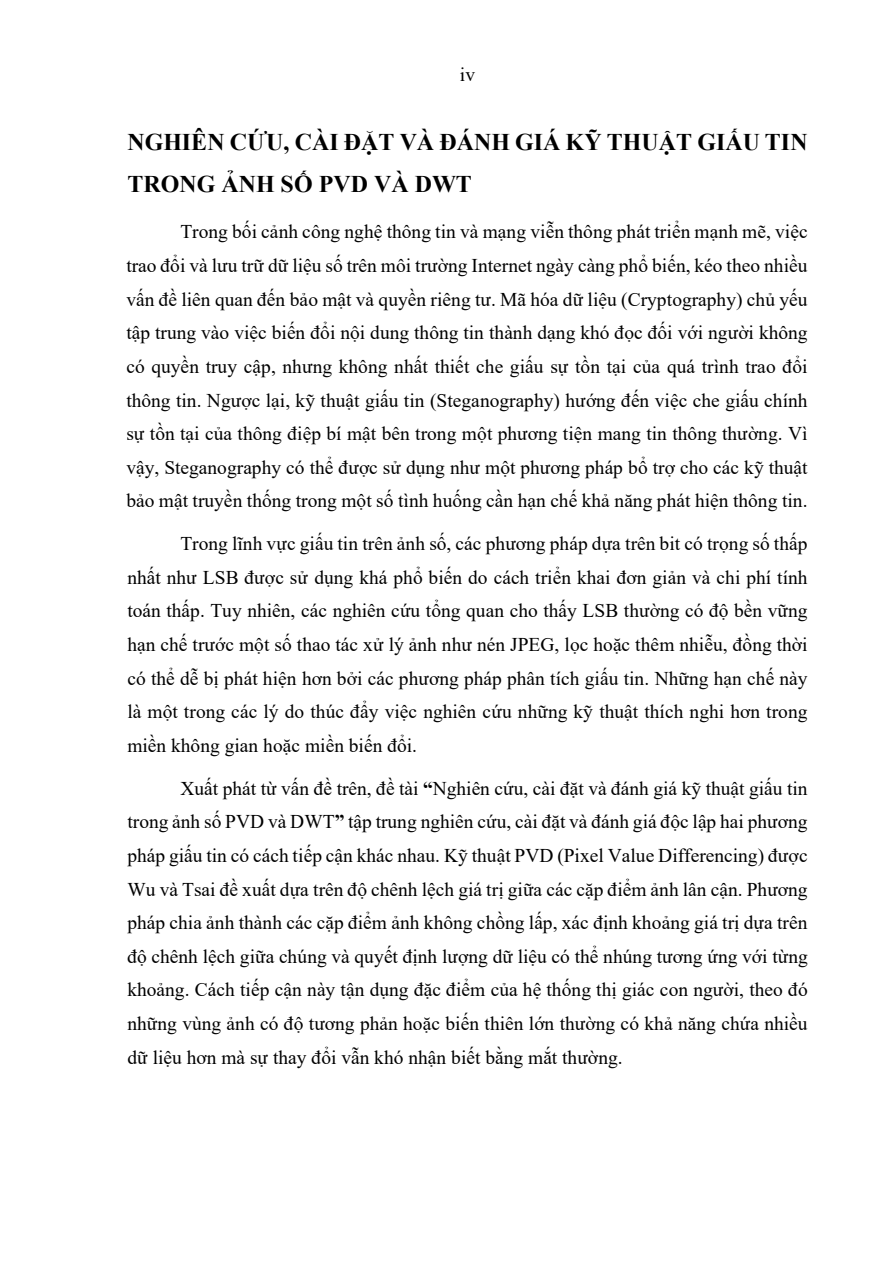 iv
NGHIÊN CỨU, CÀI ĐẶT VÀ ĐÁNH GIÁ KỸ THUẬT GIẤU TIN
TRONG ẢNH SỐ PVD VÀ DWT
Trong bối cảnh công nghệ thông tin và mạng viễn thông phát triển mạnh mẽ, việc
trao đổi và lưu trữ dữ liệu số trên môi trường Internet ngày càng phổ biến, kéo theo nhiều
vấn đề liên quan đến bảo mật và quyền riêng tư. Mã hóa dữ liệu (Cryptography) chủ yếu
tập trung vào việc biến đổi nội dung thông tin thành dạng khó đọc đối với người không
có quyền truy cập, nhưng không nhất thiết che giấu sự tồn tại của quá trình trao đổi
thông tin. Ngược lại, kỹ thuật giấu tin (Steganography) hướng đến việc che giấu chính
sự tồn tại của thông điệp bí mật bên trong một phương tiện mang tin thông thường. Vì
vậy, Steganography có thể được sử dụng như một phương pháp bổ trợ cho các kỹ thuật
bảo mật truyền thống trong một số tình huống cần hạn chế khả năng phát hiện thông tin.
Trong lĩnh vực giấu tin trên ảnh số, các phương pháp dựa trên bit có trọng số thấp
nhất như LSB được sử dụng khá phổ biến do cách triển khai đơn giản và chi phí tính
toán thấp. Tuy nhiên, các nghiên cứu tổng quan cho thấy LSB thường có độ bền vững
hạn chế trước một số thao tác xử lý ảnh như nén JPEG, lọc hoặc thêm nhiễu, đồng thời
có thể dễ bị phát hiện hơn bởi các phương pháp phân tích giấu tin. Những hạn chế này
là một trong các lý do thúc đẩy việc nghiên cứu những kỹ thuật thích nghi hơn trong
miền không gian hoặc miền biến đổi.
Xuất phát từ vấn đề trên, đề tài “Nghiên cứu, cài đặt và đánh giá kỹ thuật giấu tin
trong ảnh số PVD và DWT” tập trung nghiên cứu, cài đặt và đánh giá độc lập hai phương
pháp giấu tin có cách tiếp cận khác nhau. Kỹ thuật PVD (Pixel Value Differencing) được
Wu và Tsai đề xuất dựa trên độ chênh lệch giá trị giữa các cặp điểm ảnh lân cận. Phương
pháp chia ảnh thành các cặp điểm ảnh không chồng lấp, xác định khoảng giá trị dựa trên
độ chênh lệch giữa chúng và quyết định lượng dữ liệu có thể nhúng tương ứng với từng
khoảng. Cách tiếp cận này tận dụng đặc điểm của hệ thống thị giác con người, theo đó
những vùng ảnh có độ tương phản hoặc biến thiên lớn thường có khả năng chứa nhiều
dữ liệu hơn mà sự thay đổi vẫn khó nhận biết bằng mắt thường.